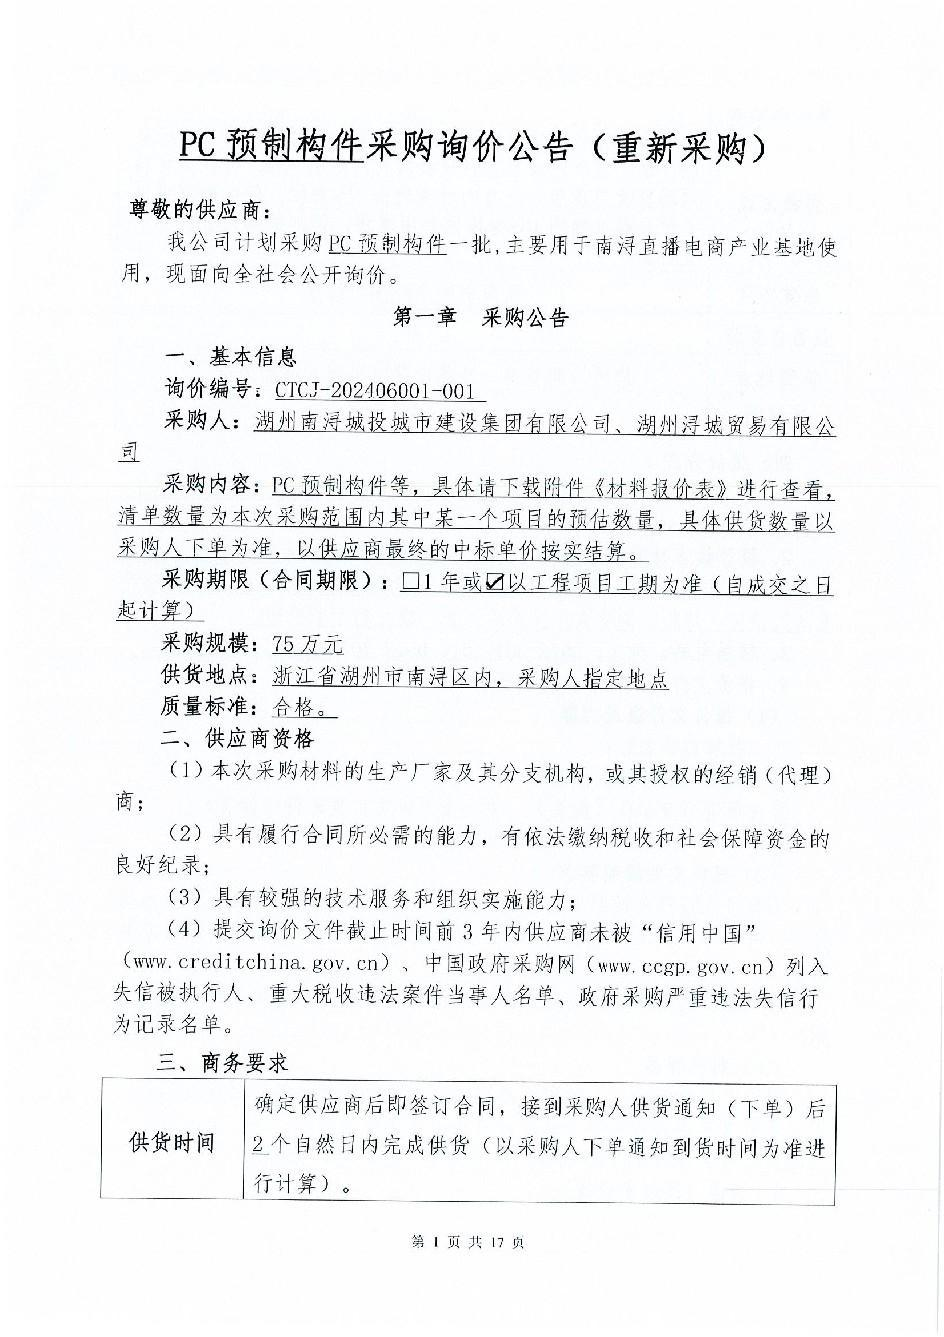 PC 预制构件采购询价公告（重新采购）
尊敬的供应商：
我公司计划采购 PC 预制构件一批,主要用于南浔直播电商产业基地使
用，现面向全社会公开询价。
第一章 采购公告
一、基本信息
询价编号：CTCJ-202406001-001
采购人：湖州南浔城投城市建设集团有限公司、湖州浔城贸易有限公
司
采购内容：PC 预制构件等，具体请下载附件《材料报价表》进行查看，
清单数量为本次采购范围内其中某一个项目的预估数量，具体供货数量以
采购人下单为准，以供应商最终的中标单价按实结算。
采购期限（合同期限）：☐1 年或☑以工程项目工期为准（自成交之日
起计算）
采购规模：75 万元
供货地点：浙江省湖州市南浔区内，采购人指定地点
质量标准：合格。
二、供应商资格
（1）本次采购材料的生产厂家及其分支机构，或其授权的经销（代理）
商；
（2）具有履行合同所必需的能力，有依法缴纳税收和社会保障资金的
良好纪录；
（3）具有较强的技术服务和组织实施能力；
（4）提交询价文件截止时间前 3 年内供应商未被“信用中国”
（www.creditchina.gov.cn）、中国政府采购网（www.ccgp.gov.cn）列入
失信被执行人、重大税收违法案件当事人名单、政府采购严重违法失信行
为记录名单。
三、商务要求
确定供应商后即签订合同，接到采购人供货通知（下单）后
供货时间 2 个自然日内完成供货（以采购人下单通知到货时间为准进
行计算）。
第 1 页 共 17 页